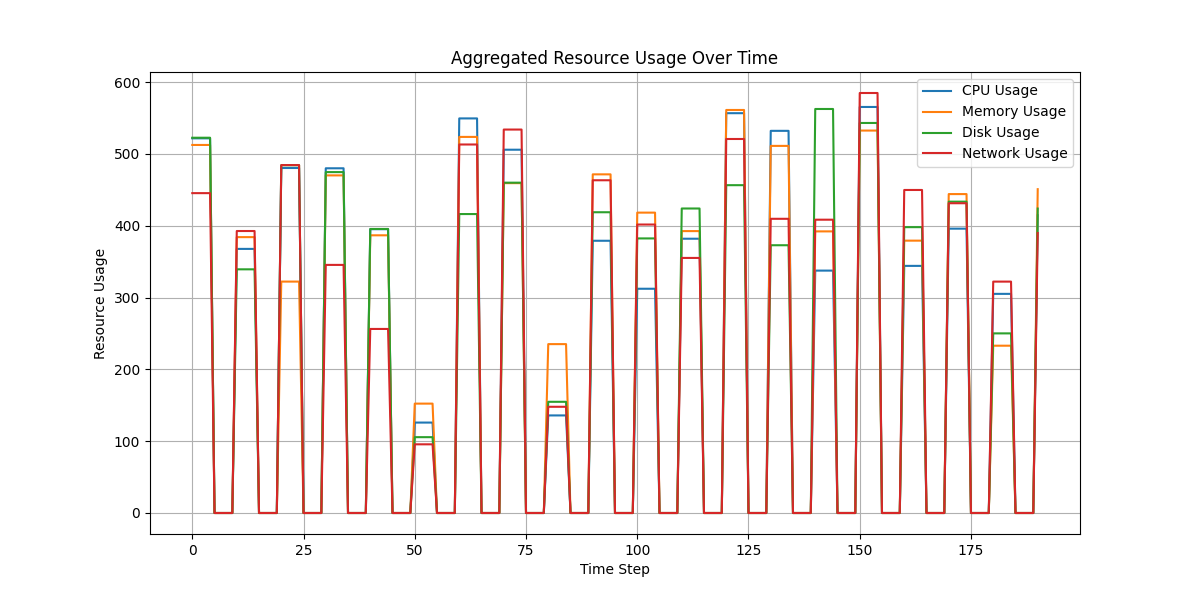 Aggregated Resource Usage Over Time
CPU Usage
Memory Usage
Disk Usage
Network Usage
Resource Usage
600
500
400
300
200
100
0
0 25 50 75 100 125 150 175
Time Step